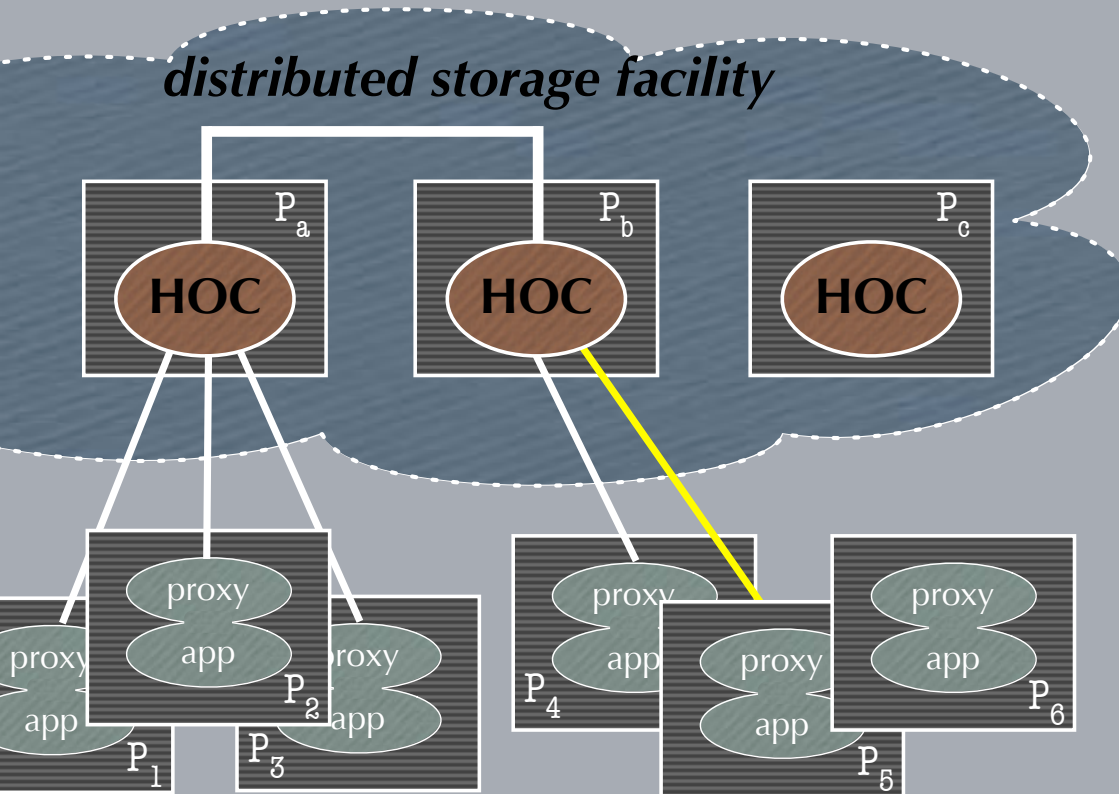 distributed storage facility
Pa
Pb
Pc
HOC
HOC
HOC
proxy
app
P1
proxy
app
P2
proxy
app
P3
proxy
app
P4
proxy
app
P5
proxy
app
P6